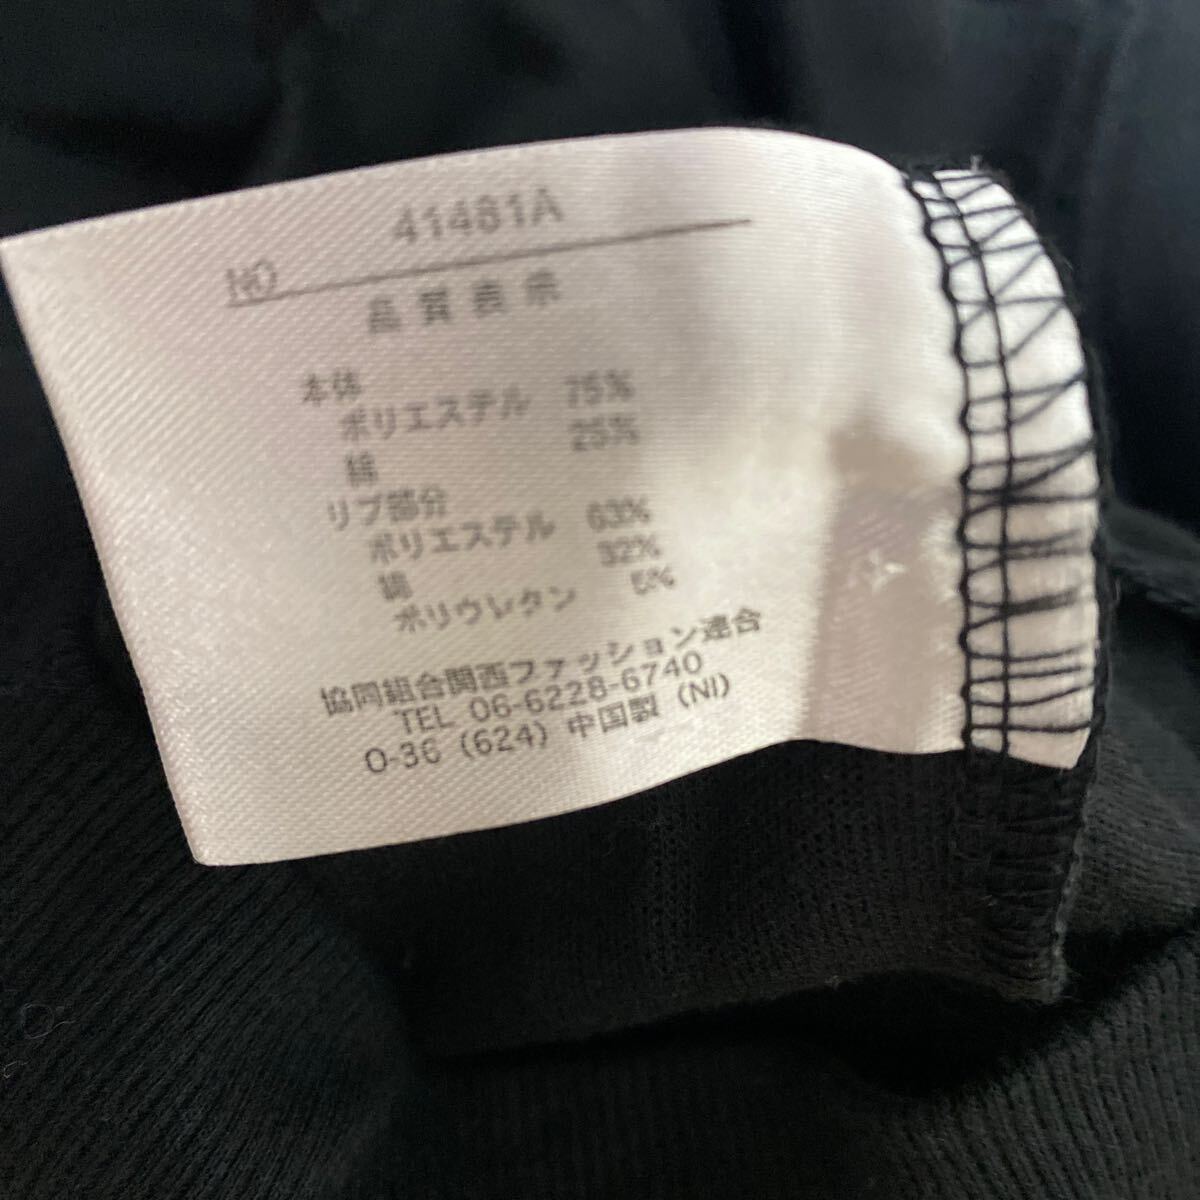 41481A
NO
品質表示
本体
ポリエステル 75%
綿 25%
リブ部分
ポリエステル 63%
綿 32%
ポリウレタン 5%
協同組合関西ファッション連合
TEL 06-6228-6740
O-36 (624) 中国製 (NI)